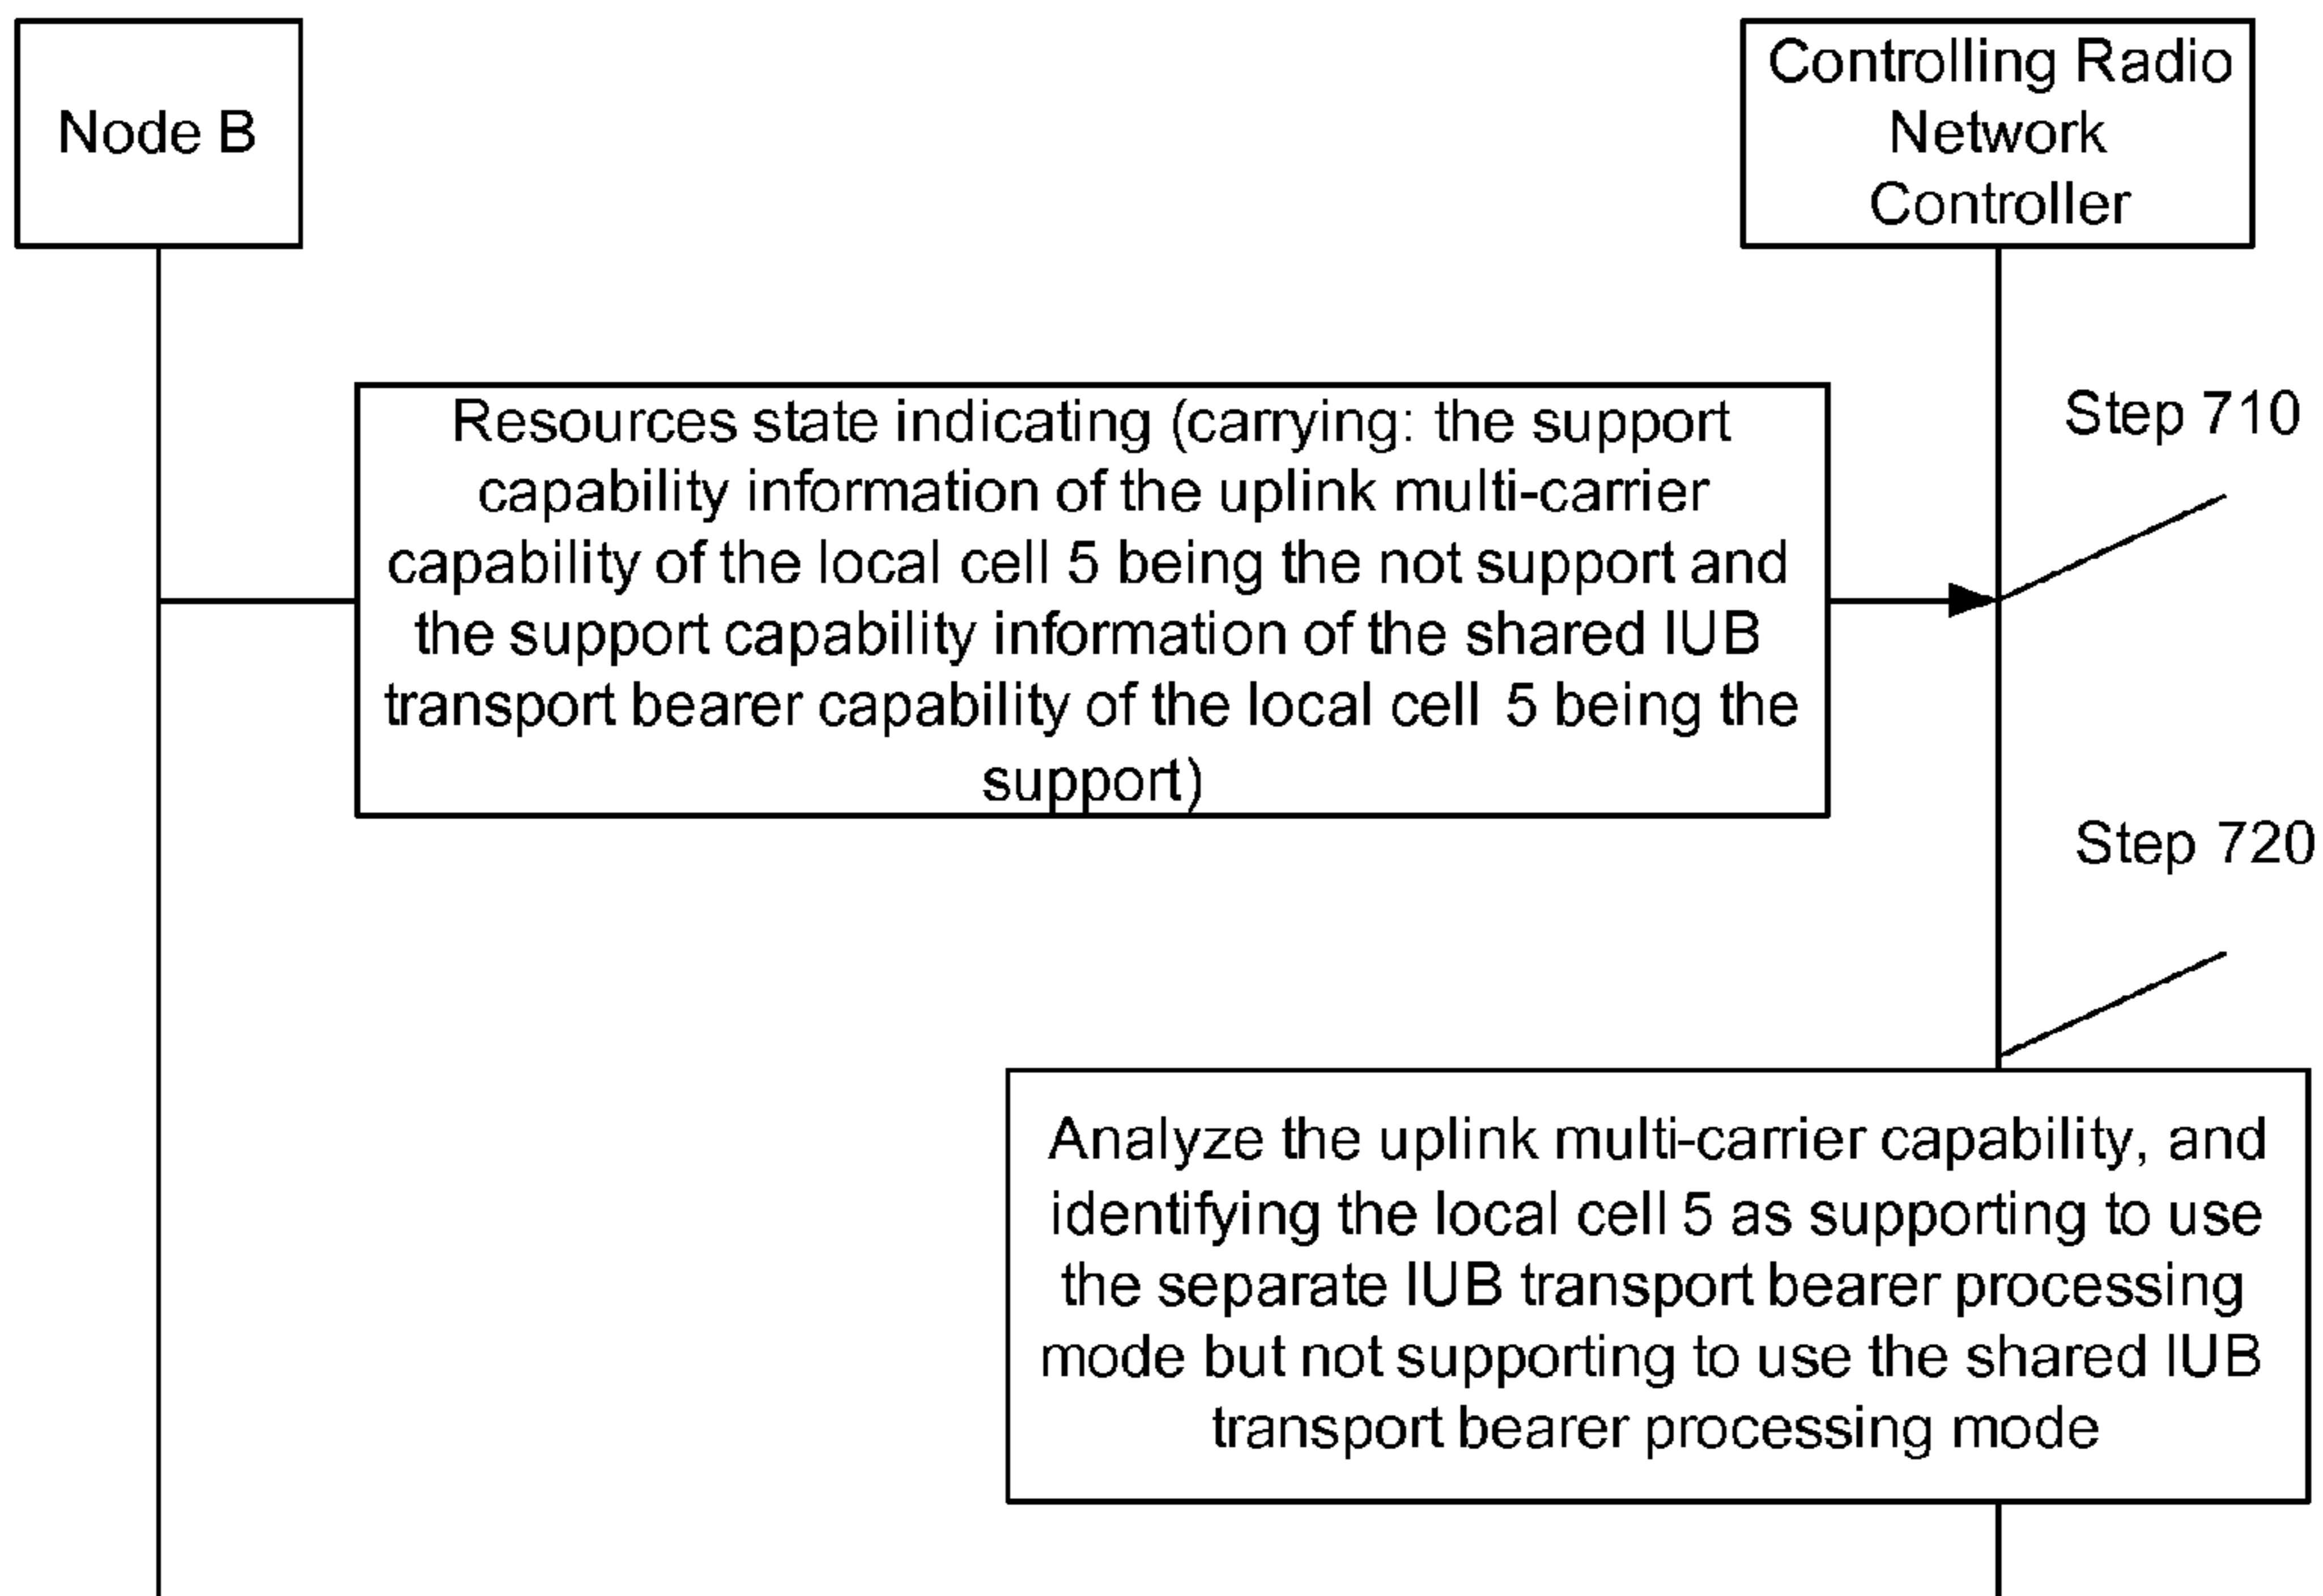 Node B
Controlling Radio
Network
Controller
Resources state indicating (carrying: the support
capability information of the uplink multi-carrier
capability of the local cell 5 being the not support and
the support capability information of the shared IUB
transport bearer capability of the local cell 5 being the
support)
Step 710
Step 720
Analyze the uplink multi-carrier capability, and
identifying the local cell 5 as supporting to use
the separate IUB transport bearer processing
mode but not supporting to use the shared IUB
transport bearer processing mode